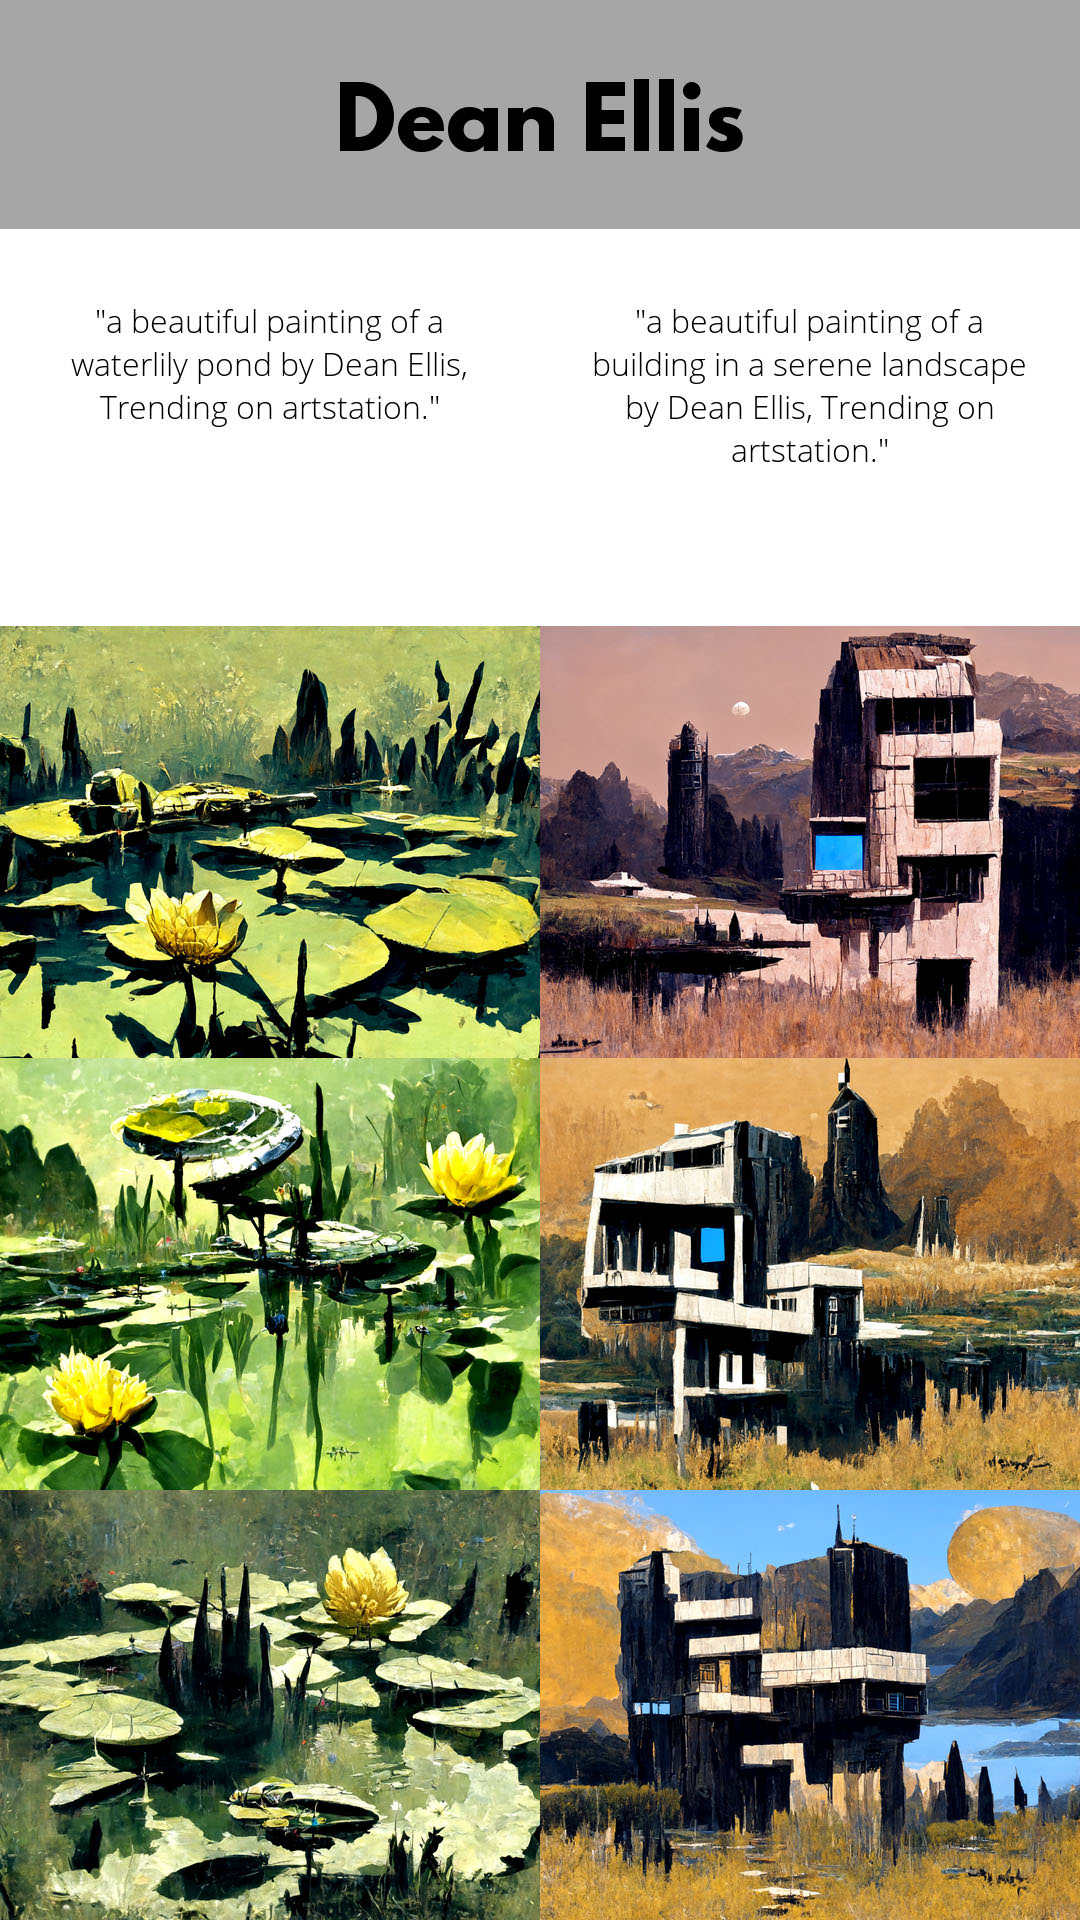 Dean Ellis
"a beautiful painting of a
waterlily pond by Dean Ellis,
Trending on artstation."
"a beautiful painting of a
building in a serene landscape
by Dean Ellis, Trending on
artstation."